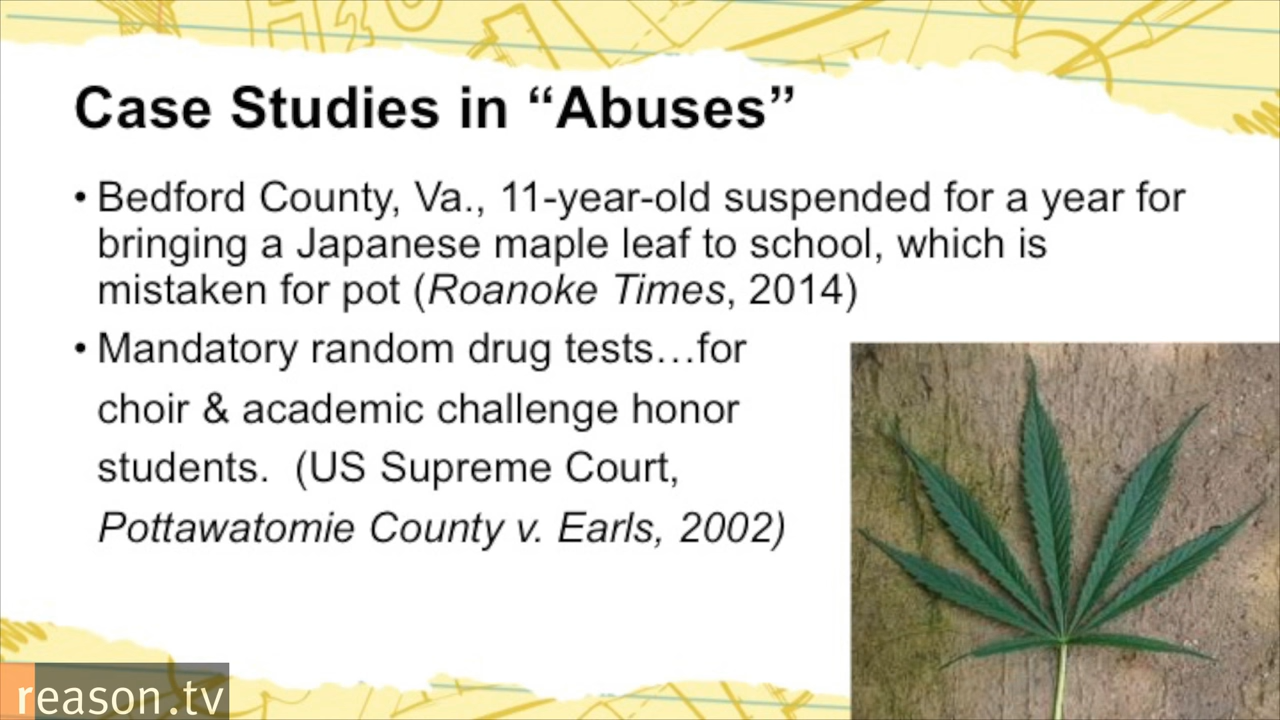 H2O
Case Studies in “Abuses”
• Bedford County, Va., 11-year-old suspended for a year for
bringing a Japanese maple leaf to school, which is
mistaken for pot (Roanoke Times, 2014)
• Mandatory random drug tests…for
choir & academic challenge honor
students.  (US Supreme Court,
Pottawatomie County v. Earls, 2002)
reason.tv